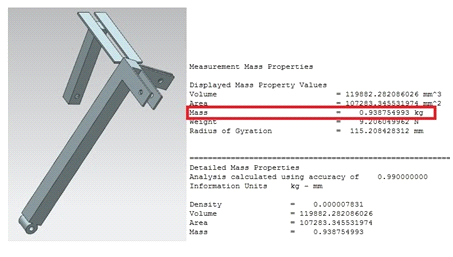 Measurement Mass Properties
Displayed Mass Property Values
Volume = 119882.282086026 mm^3
Area = 107283.345531974 mm^2
Mass = 0.938754993 kg
Weight = 9.206049962 N
Radius of Gyration = 115.208428312 mm
============================================================
Detailed Mass Properties
Analysis calculated using accuracy of 0.990000000
Information Units kg - mm
Density = 0.000007831
Volume = 119882.282086026
Area = 107283.345531974
Mass = 0.938754993